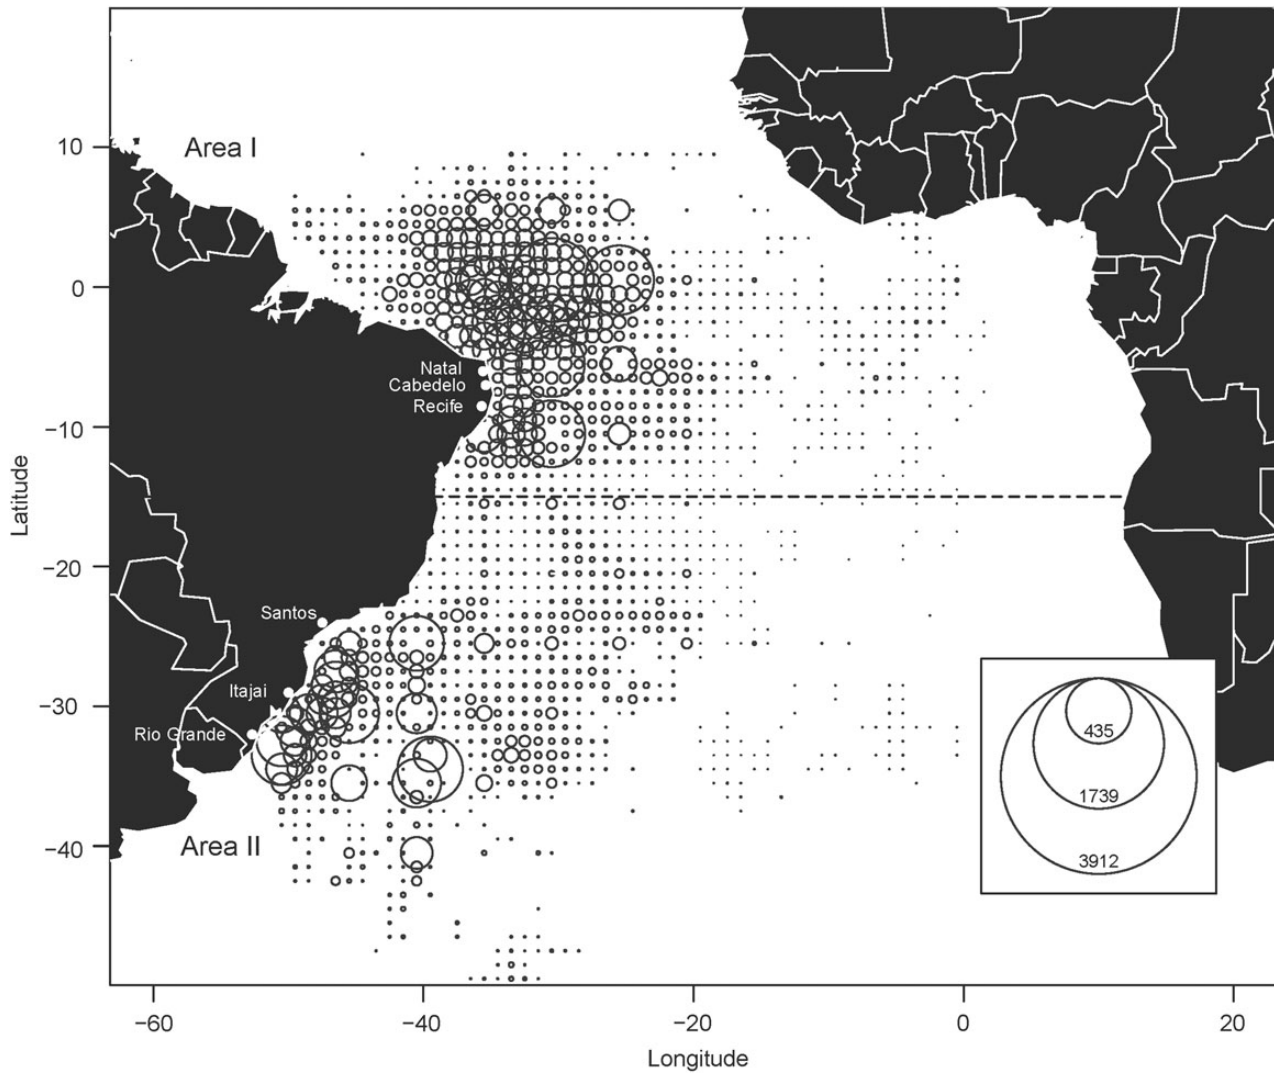 Area I
10
0
−10
−20
−30
−40
Latitude
Natal
Cabedelo
Recife
Santos
Itajai
Rio Grande
Area II
435
1739
3912
−60
−40
−20
0
20
Longitude